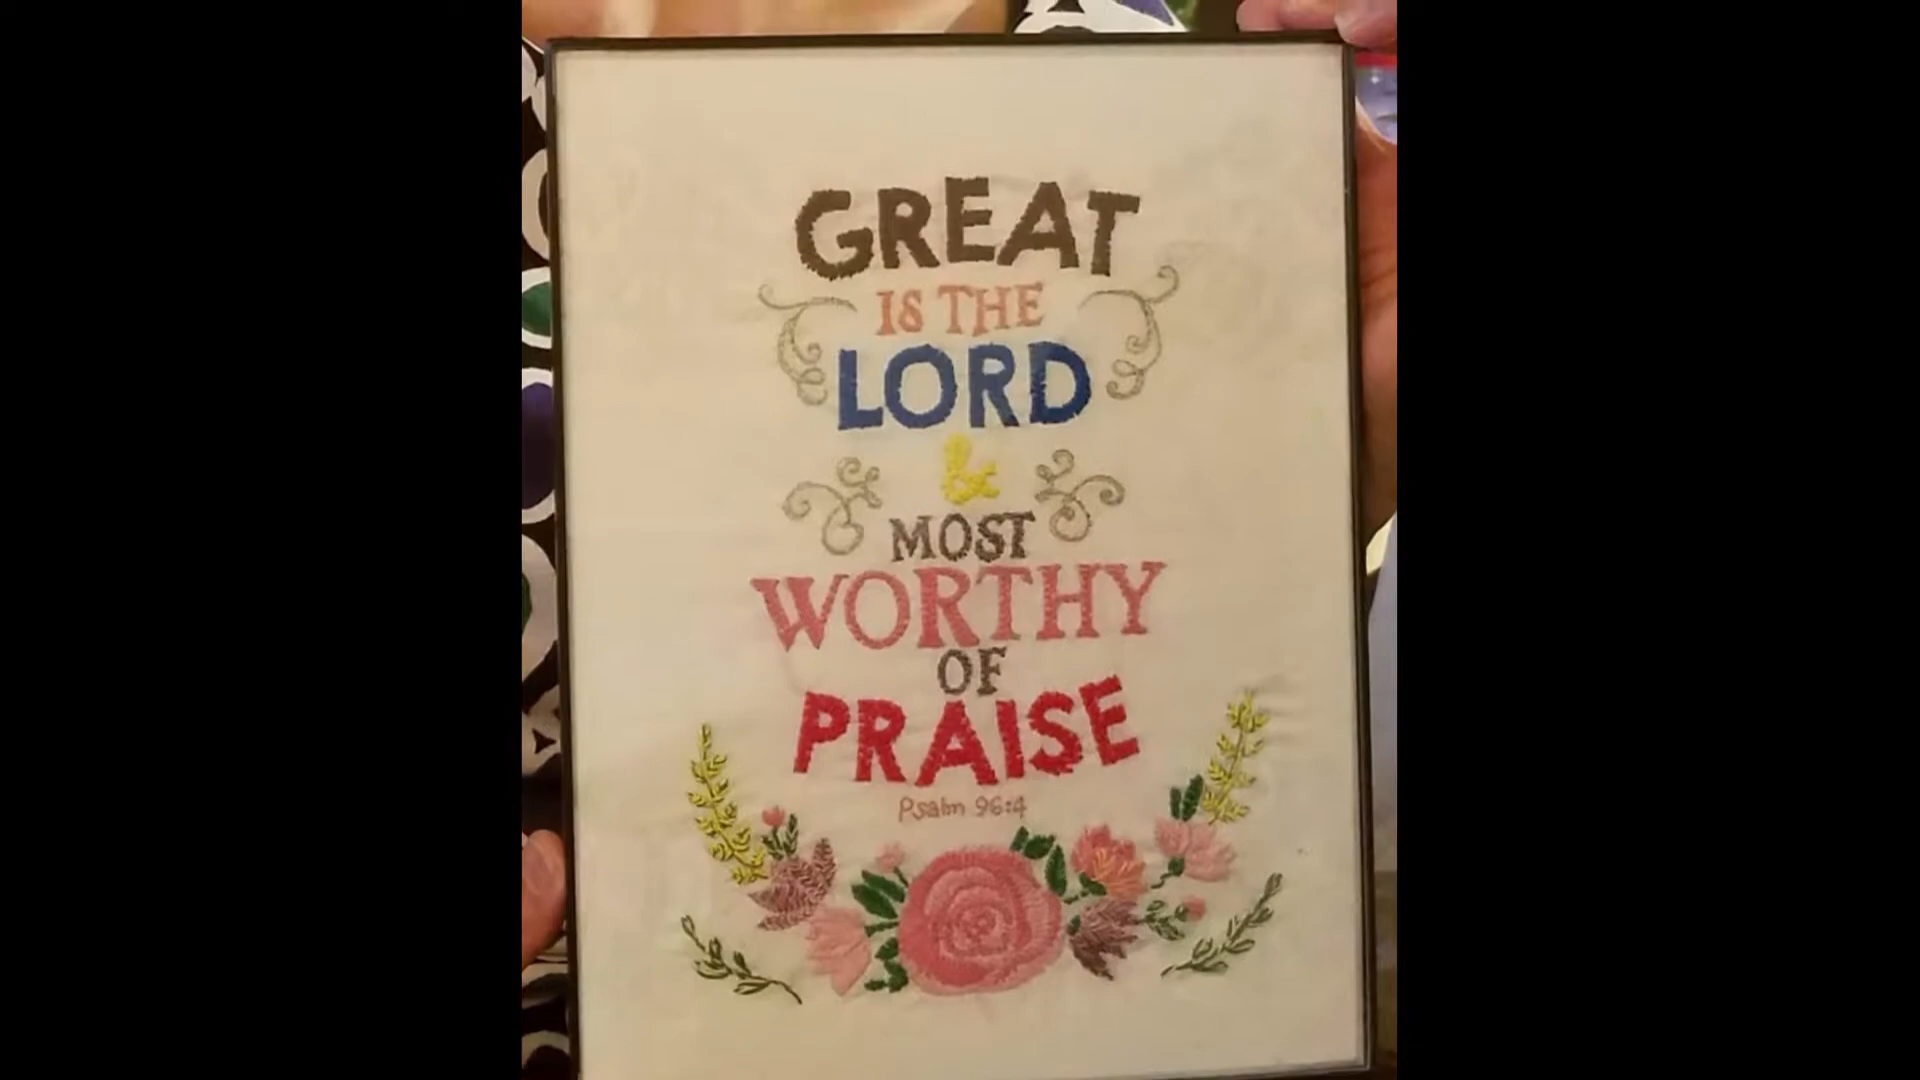 GREAT
IS THE
LORD
&
MOST
WORTHY
OF
PRAISE
Psalm 96:4